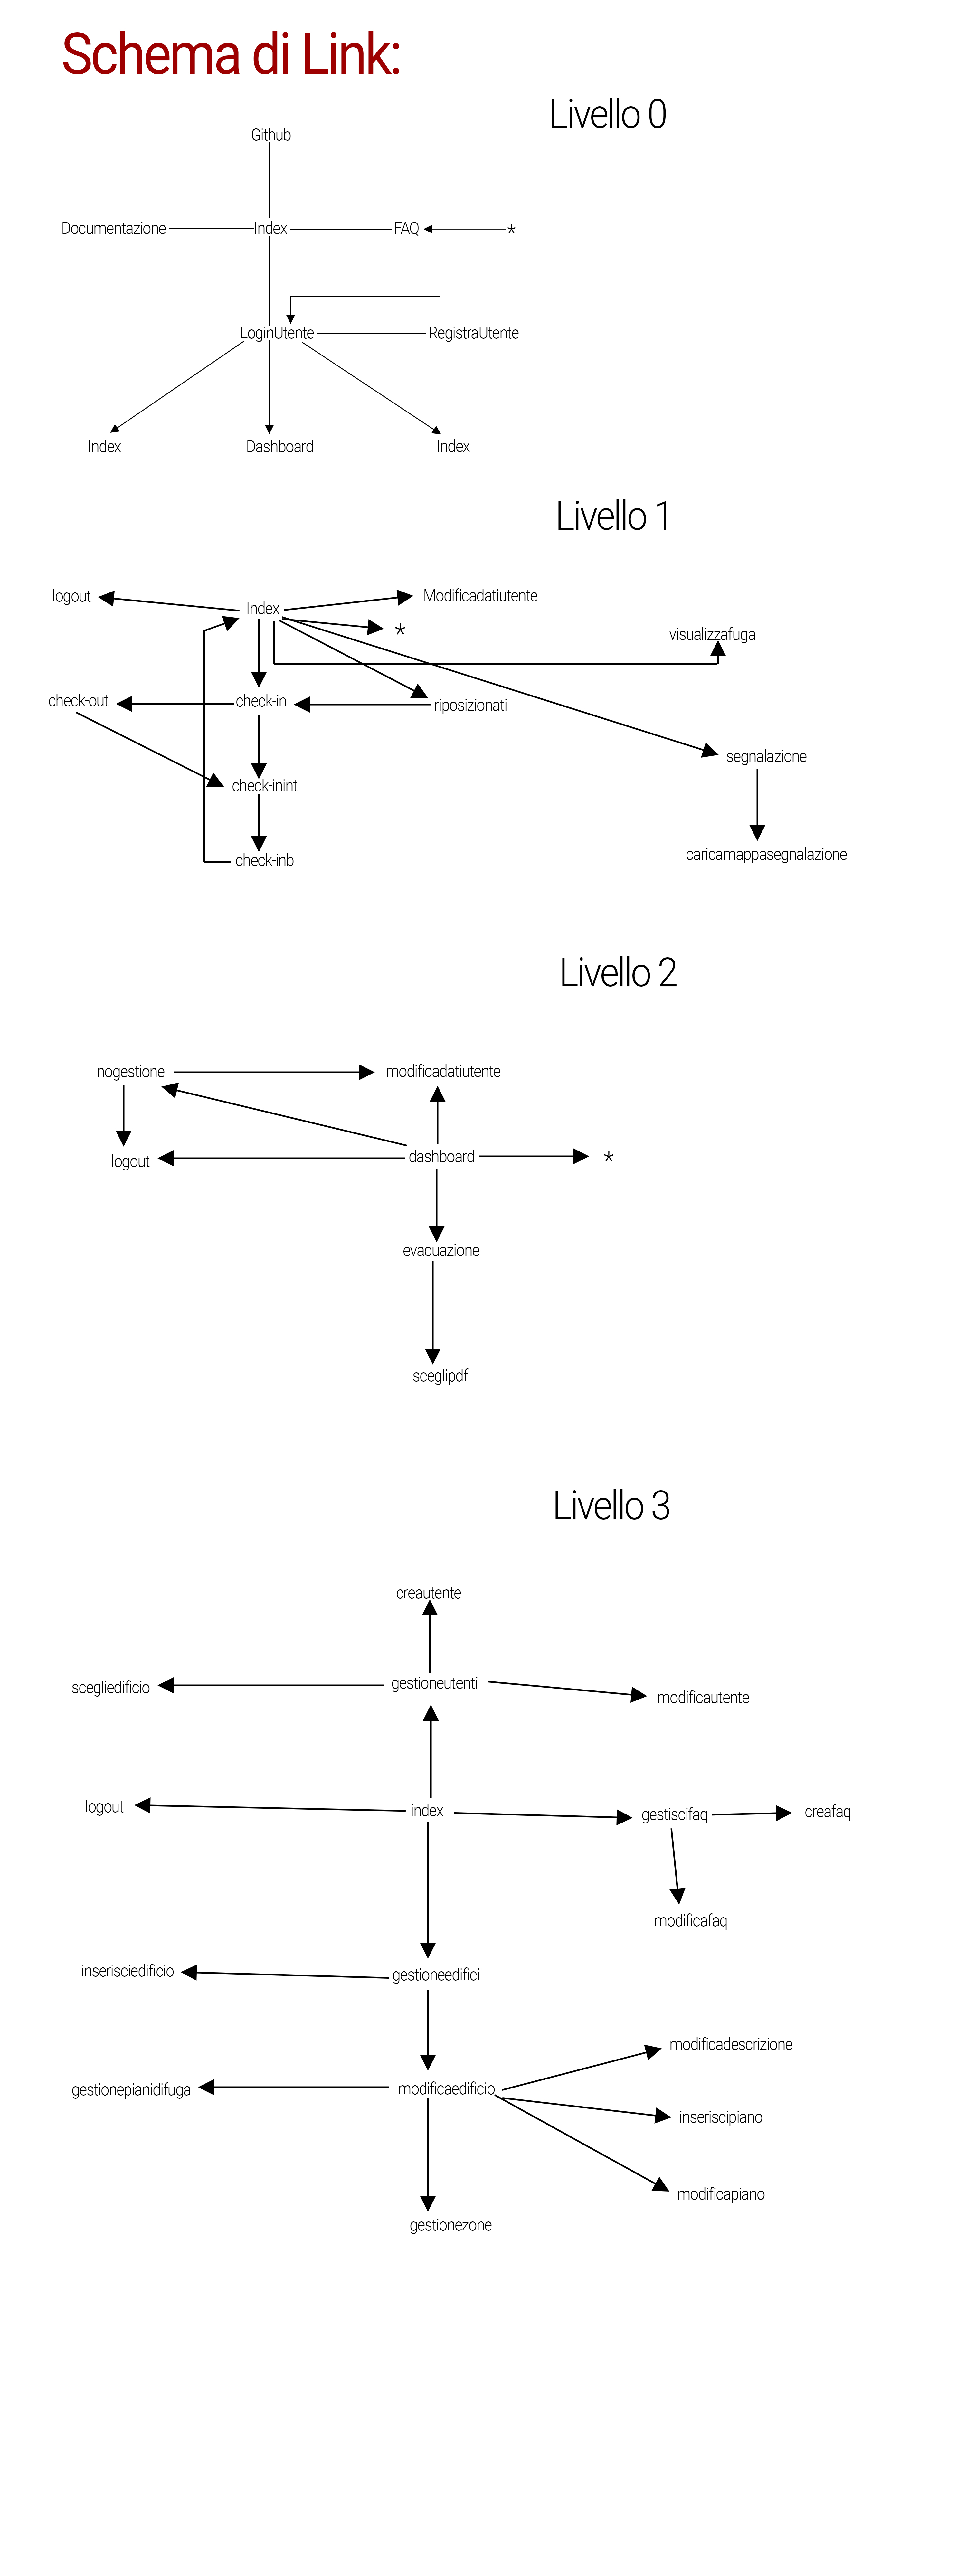 Schema di Link:
Livello 0
Github
Documentazione Index FAQ *
LoginUtente RegistraUtente
Index Dashboard Index
Livello 1
logout Index Modificadatiutente
*
visualizzafuga
check-out check-in riposizionati
segnalazione
check-inint
check-inb caricamappasegnalazione
Livello 2
nogestione modificadatiutente
logout dashboard *
evacuazione
sceglipdf
Livello 3
creautente
scegliedificio gestioneutenti modificautente
logout index gestiscifaq creafaq
modificafaq
inserisciedificio gestioneedifici
modificadescrizione
gestionepianidifuga modificaedificio
inseriscipiano
modificapiano
gestionezone